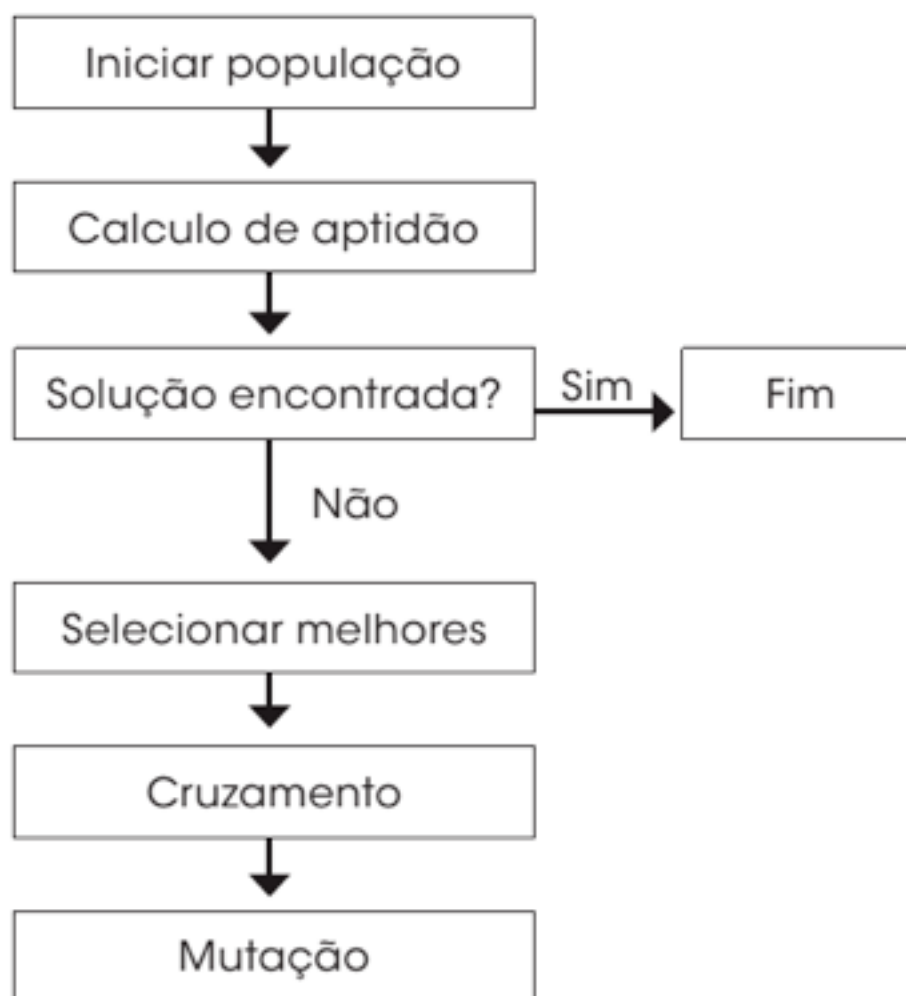 Iniciar população
Calculo de aptidão
Solução encontrada?
Sim
Fim
Não
Selecionar melhores
Cruzamento
Mutação